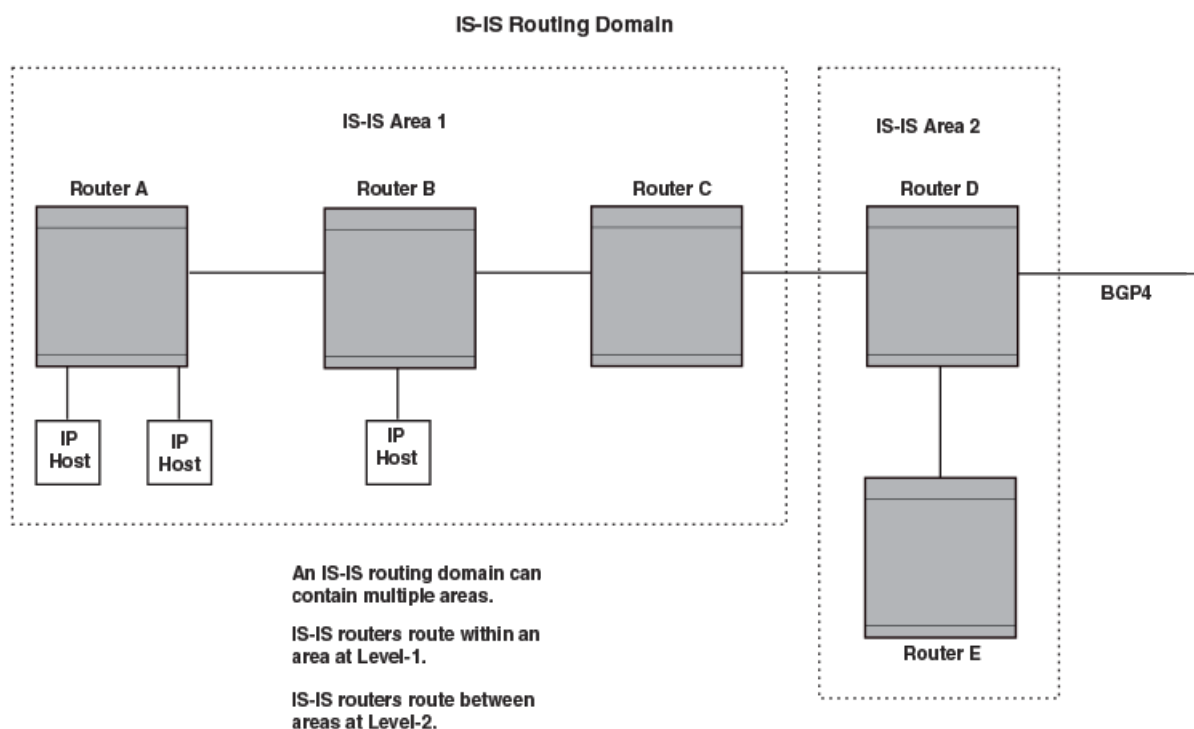 IS-IS Routing Domain
IS-IS Area 1
IS-IS Area 2
Router A
Router B
Router C
Router D
BGP4
IP
Host
IP
Host
IP
Host
Router E
An IS-IS routing domain can
contain multiple areas.
IS-IS routers route within an
area at Level-1.
IS-IS routers route between
areas at Level-2.